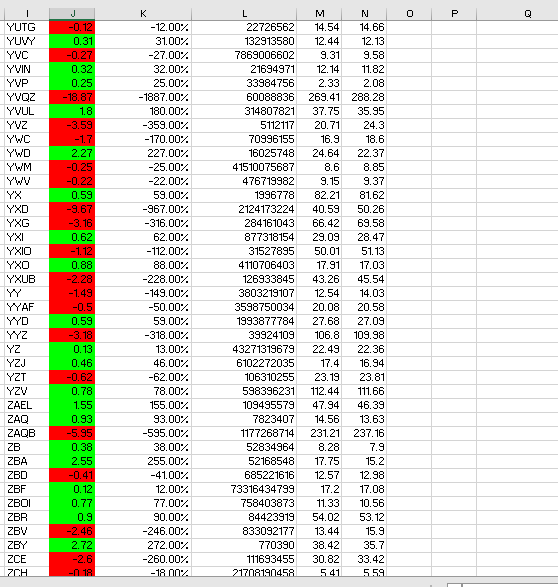 I J K L M N O P Q
YUTG -0.12 -12.00% 22726562 14.54 14.66
YUVY 0.31 31.00% 132913580 12.44 12.13
YVC -0.27 -27.00% 7869006602 9.31 9.58
YVIN 0.32 32.00% 21694971 12.14 11.82
YVP 0.25 25.00% 33984756 2.33 2.08
YVQZ -18.87 -1887.00% 60088836 269.41 288.28
YVUL 1.8 180.00% 314807821 37.75 35.95
YVZ -3.59 -359.00% 5112117 20.71 24.3
YWC -1.7 -170.00% 70996155 16.9 18.6
YWD 2.27 227.00% 16025748 24.64 22.37
YWM -0.25 -25.00% 41510075687 8.6 8.85
YWV -0.22 -22.00% 476719982 9.15 9.37
YX 0.59 59.00% 1996778 82.21 81.62
YXD -9.67 -967.00% 2124173224 40.59 50.26
YXG -3.16 -316.00% 284161043 66.42 69.58
YXI 0.62 62.00% 877318154 29.09 28.47
YXIO -1.12 -112.00% 31527895 50.01 51.13
YXO 0.88 88.00% 4110706403 17.91 17.03
YXUB -2.28 -228.00% 126933845 43.26 45.54
YY -1.49 -149.00% 3803219107 12.54 14.03
YYAF -0.5 -50.00% 3598750034 20.08 20.58
YYD 0.59 59.00% 1993877784 27.68 27.09
YYZ -3.18 -318.00% 39924109 106.8 109.98
YZ 0.13 13.00% 43271319679 22.49 22.36
YZJ 0.46 46.00% 6102272035 17.4 16.94
YZT -0.62 -62.00% 106310255 23.19 23.81
YZV 0.78 78.00% 598396231 112.44 111.66
ZAEL 1.55 155.00% 109495579 47.94 46.39
ZAQ 0.93 93.00% 7823407 14.56 13.63
ZAQB -5.95 -595.00% 1177268714 231.21 237.16
ZB 0.38 38.00% 52834964 8.28 7.9
ZBA 2.55 255.00% 52168548 17.75 15.2
ZBD -0.41 -41.00% 685221616 12.57 12.98
ZBF 0.12 12.00% 73316434799 17.2 17.08
ZBOI 0.77 77.00% 758403873 11.33 10.56
ZBR 0.9 90.00% 84423919 54.02 53.12
ZBV -2.46 -246.00% 833092177 13.44 15.9
ZBY 2.72 272.00% 770390 38.42 35.7
ZCE -2.6 -260.00% 111693455 30.82 33.42
ZCH -0.18 -18.00% 21708190458 5.41 5.59